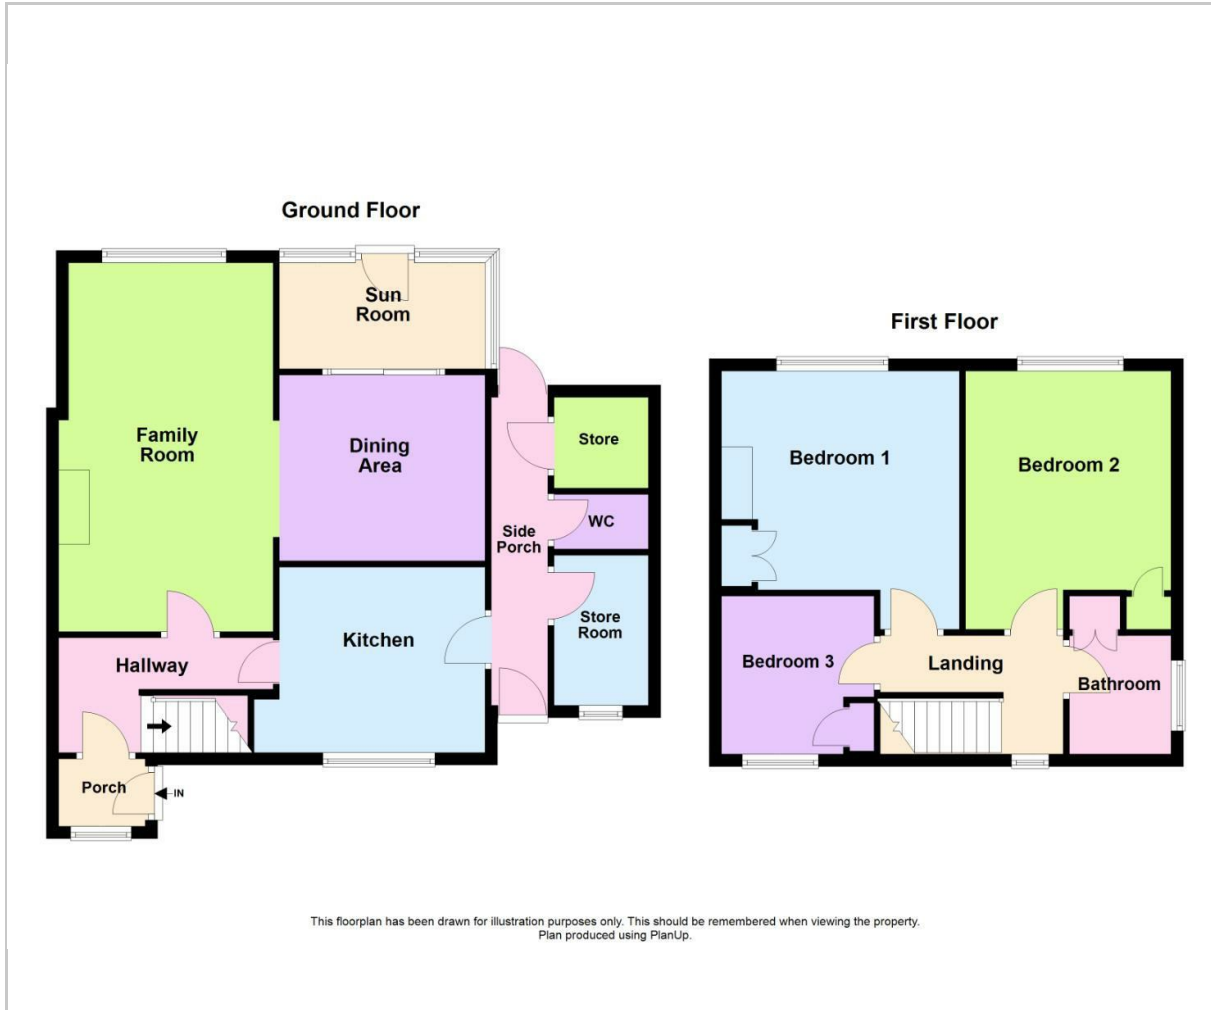 Ground Floor
Sun
Room
Family
Room
Dining
Area
Store
WC
Side
Porch
Store
Room
Kitchen
Hallway
Porch
IN
First Floor
Bedroom 1
Bedroom 2
Bedroom 3
Landing
Bathroom
This floorplan has been drawn for illustration purposes only. This should be remembered when viewing the property.
Plan produced using PlanUp.